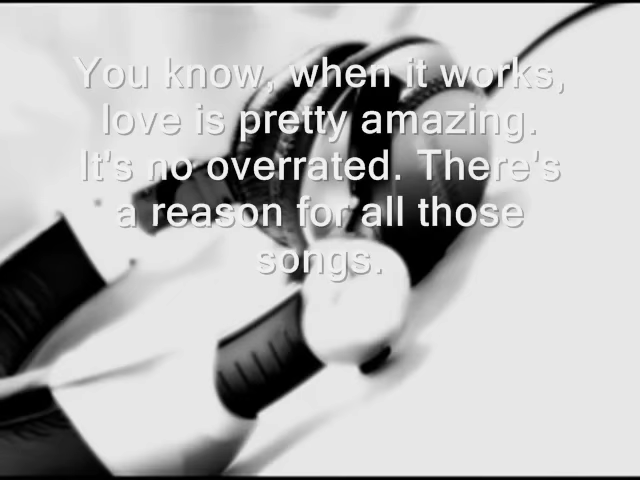 You know, when it works,
love is pretty amazing.
It's no overrated. There's
a reason for all those
songs.